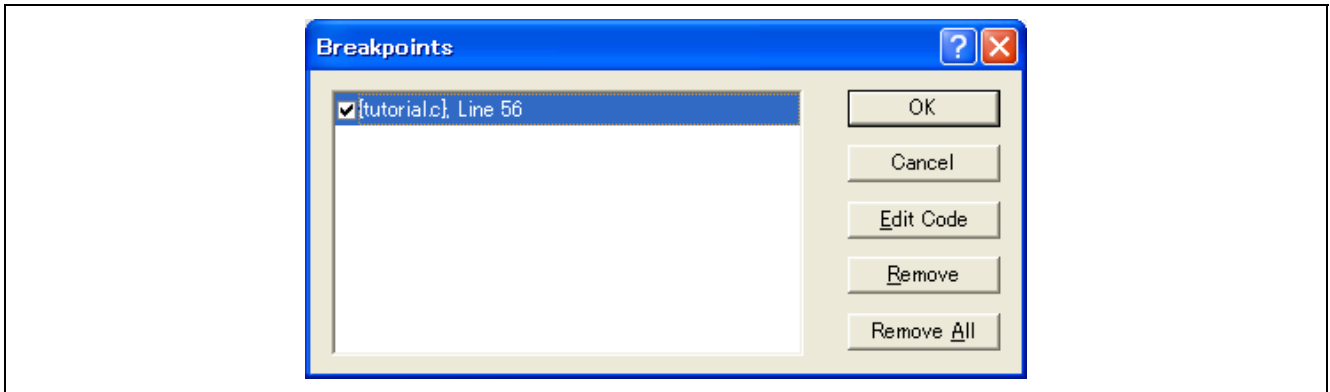 Breakpoints
{tutorial.c}, Line 56
OK
Cancel
Edit Code
Remove
Remove All